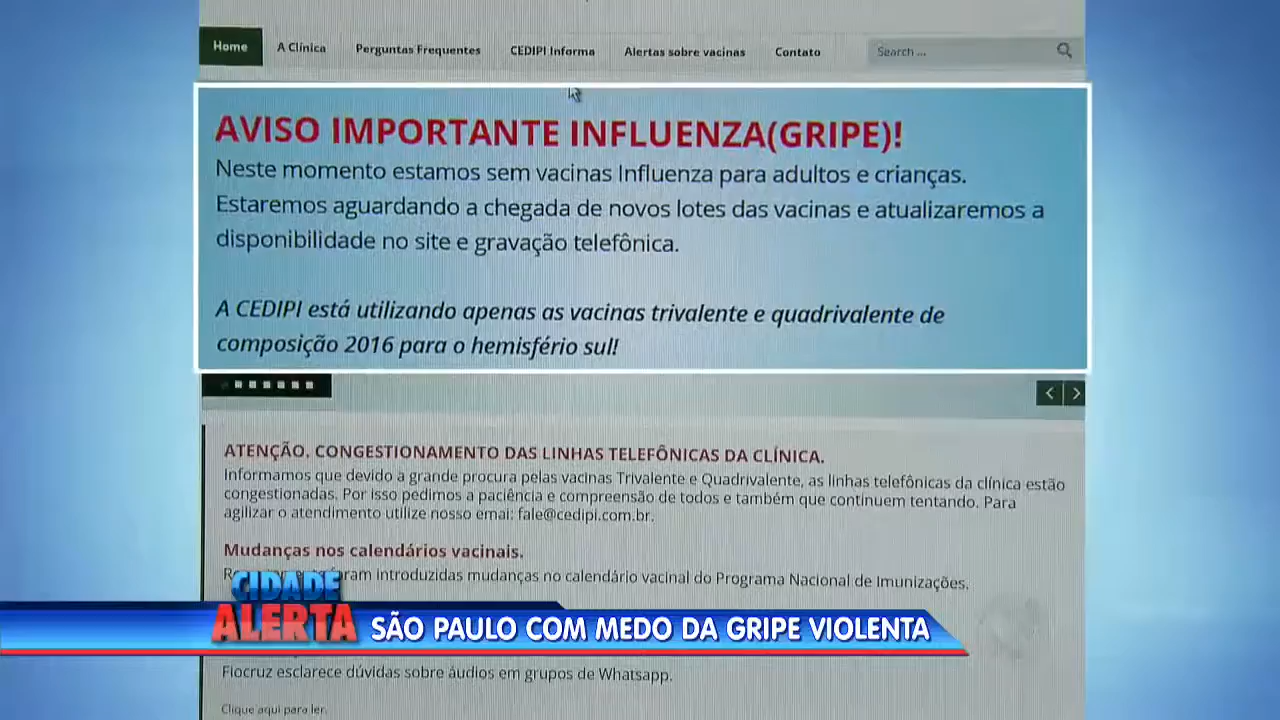 Home A Clínica Perguntas Frequentes CEDIPI Informa Alertas sobre vacinas Contato Search ...
AVISO IMPORTANTE INFLUENZA(GRIPE)!
Neste momento estamos sem vacinas Influenza para adultos e crianças.
Estaremos aguardando a chegada de novos lotes das vacinas e atualizaremos a
disponibilidade no site e gravação telefônica.
A CEDIPI está utilizando apenas as vacinas trivalente e quadrivalente de
composição 2016 para o hemisfério sul!
ATENÇÃO. CONGESTIONAMENTO DAS LINHAS TELEFÔNICAS DA CLÍNICA.
Informamos que devido a grande procura pelas vacinas Trivalente e Quadrivalente, as linhas telefônicas da clínica estão
congestionadas. Por isso pedimos a paciência e compreensão de todos e também que continuem tentando. Para
agilizar o atendimento utilize nosso emai: fale@cedipi.com.br.
Mudanças nos calendários vacinais.
introduzidas mudanças no calendário vacinal do Programa Nacional de Imunizações.
CIDADE
ALERTA
SÃO PAULO COM MEDO DA GRIPE VIOLENTA
Fiocruz esclarece dúvidas sobre áudios em grupos de Whatsapp.
Clique aqui para ler.